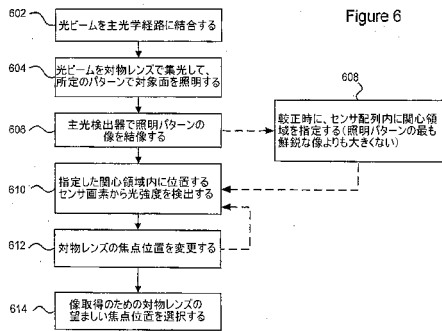 Figure 6
602
光ビームを主光学経路に結合する
604
光ビームを対物レンズで集光して、
所定のパターンで対象面を照明する
606
主光検出器で照明パターンの
像を結像する
608
較正時に、センサ配列内に関心領
域を指定する(照明パターンの最も
鮮鋭な像よりも大きくない)
610
指定した関心領域内に位置する
センサ画素から光強度を検出する
612
対物レンズの焦点位置を変更する
614
像取得のための対物レンズの
望ましい焦点位置を選択する